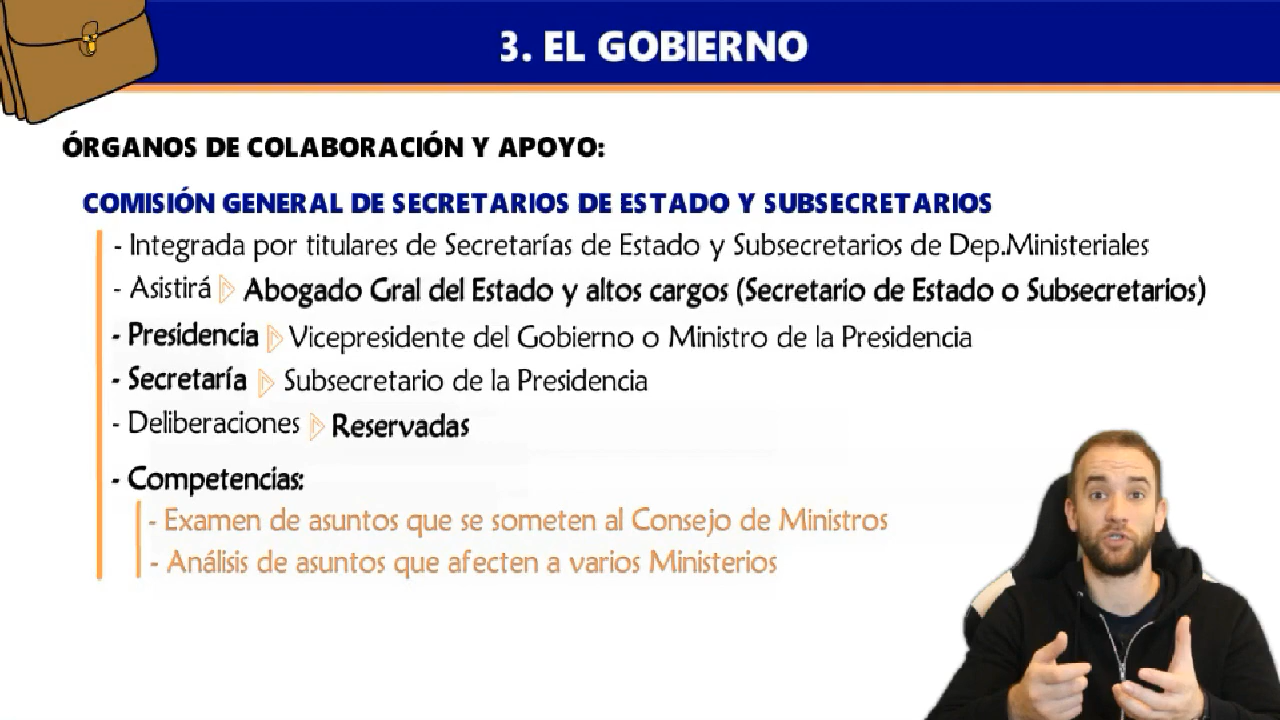 3. EL GOBIERNO
ÓRGANOS DE COLABORACIÓN Y APOYO:
COMISIÓN GENERAL DE SECRETARIOS DE ESTADO Y SUBSECRETARIOS
- Integrada por titulares de Secretarías de Estado y Subsecretarios de Dep.Ministeriales
- Asistirá Abogado Gral del Estado y altos cargos (Secretario de Estado o Subsecretarios)
- Presidencia Vicepresidente del Gobierno o Ministro de la Presidencia
- Secretaría Subsecretario de la Presidencia
- Deliberaciones Reservadas
- Competencias:
- Examen de asuntos que se someten al Consejo de Ministros
- Análisis de asuntos que afecten a varios Ministerios